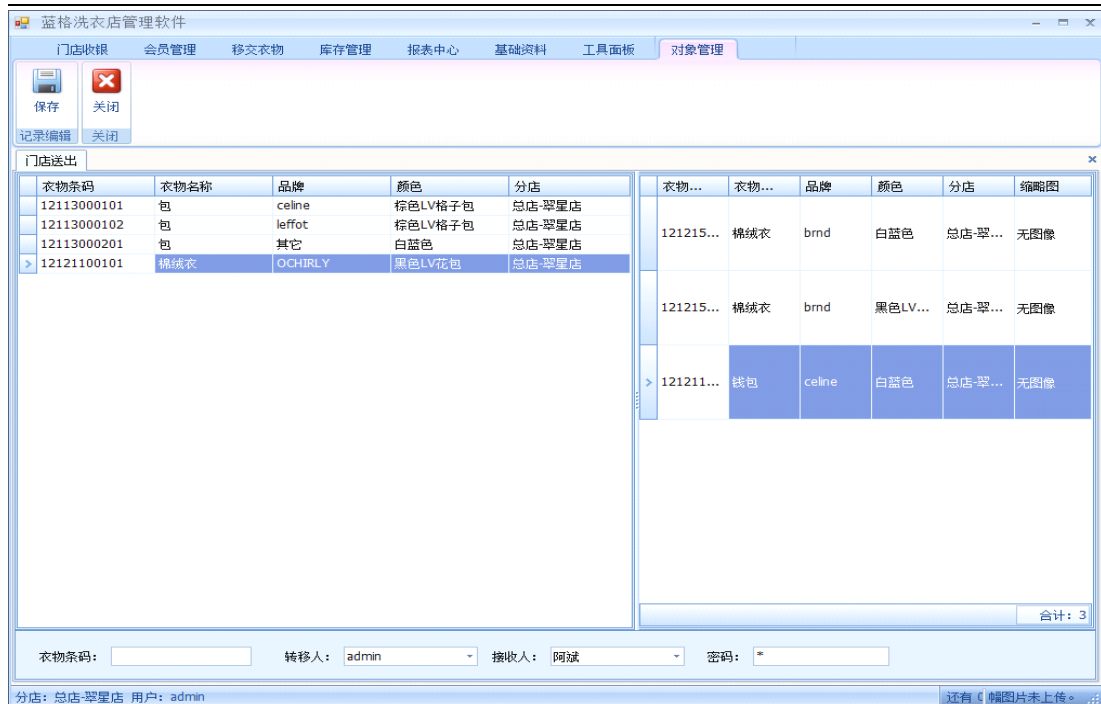 蓝格洗衣店管理软件
门店收银 会员管理 移交衣物 库存管理 报表中心 基础资料 工具面板 对象管理
保存 关闭
记录编辑 关闭
门店送出
衣物条码 衣物名称 品牌 颜色 分店
12113000101 包 celine 棕色LV格子包 总店-翠星店
12113000102 包 leffot 棕色LV格子包 总店-翠星店
12113000201 包 其它 白蓝色 总店-翠星店
12121100101 棉绒衣 OCHIRLY 黑色LV花包 总店-翠星店
衣物... 衣物... 品牌 颜色 分店 缩略图
121215... 棉绒衣 brnd 白蓝色 总店-翠... 无图像
121215... 棉绒衣 brnd 黑色LV... 总店-翠... 无图像
121211... 钱包 celine 白蓝色 总店-翠... 无图像
合计: 3
衣物条码: 转移人: admin 接收人: 阿斌 密码: *
分店: 总店-翠星店 用户: admin 还有 0 幅图片未上传。